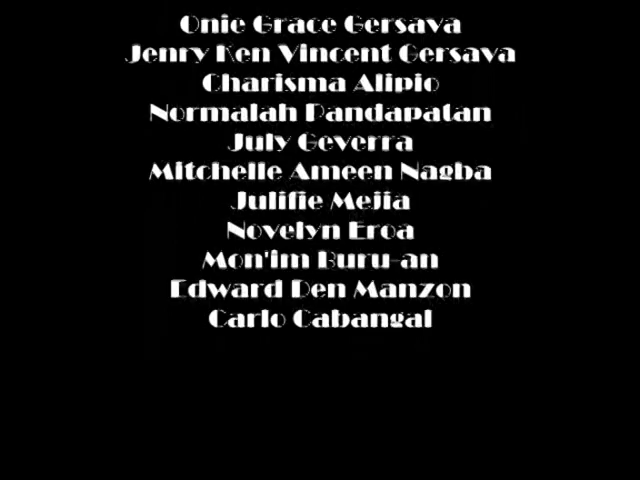 Onie Grace Gersava
Jenry Ken Vincent Gersava
Charisma Alipio
Normalah Pandapatan
July Geverra
Mitchelle Ameen Nagba
Julifie Mejia
Novelyn Eroa
Mon'im Buru-an
Edward Den Manzon
Carlo Cabangal